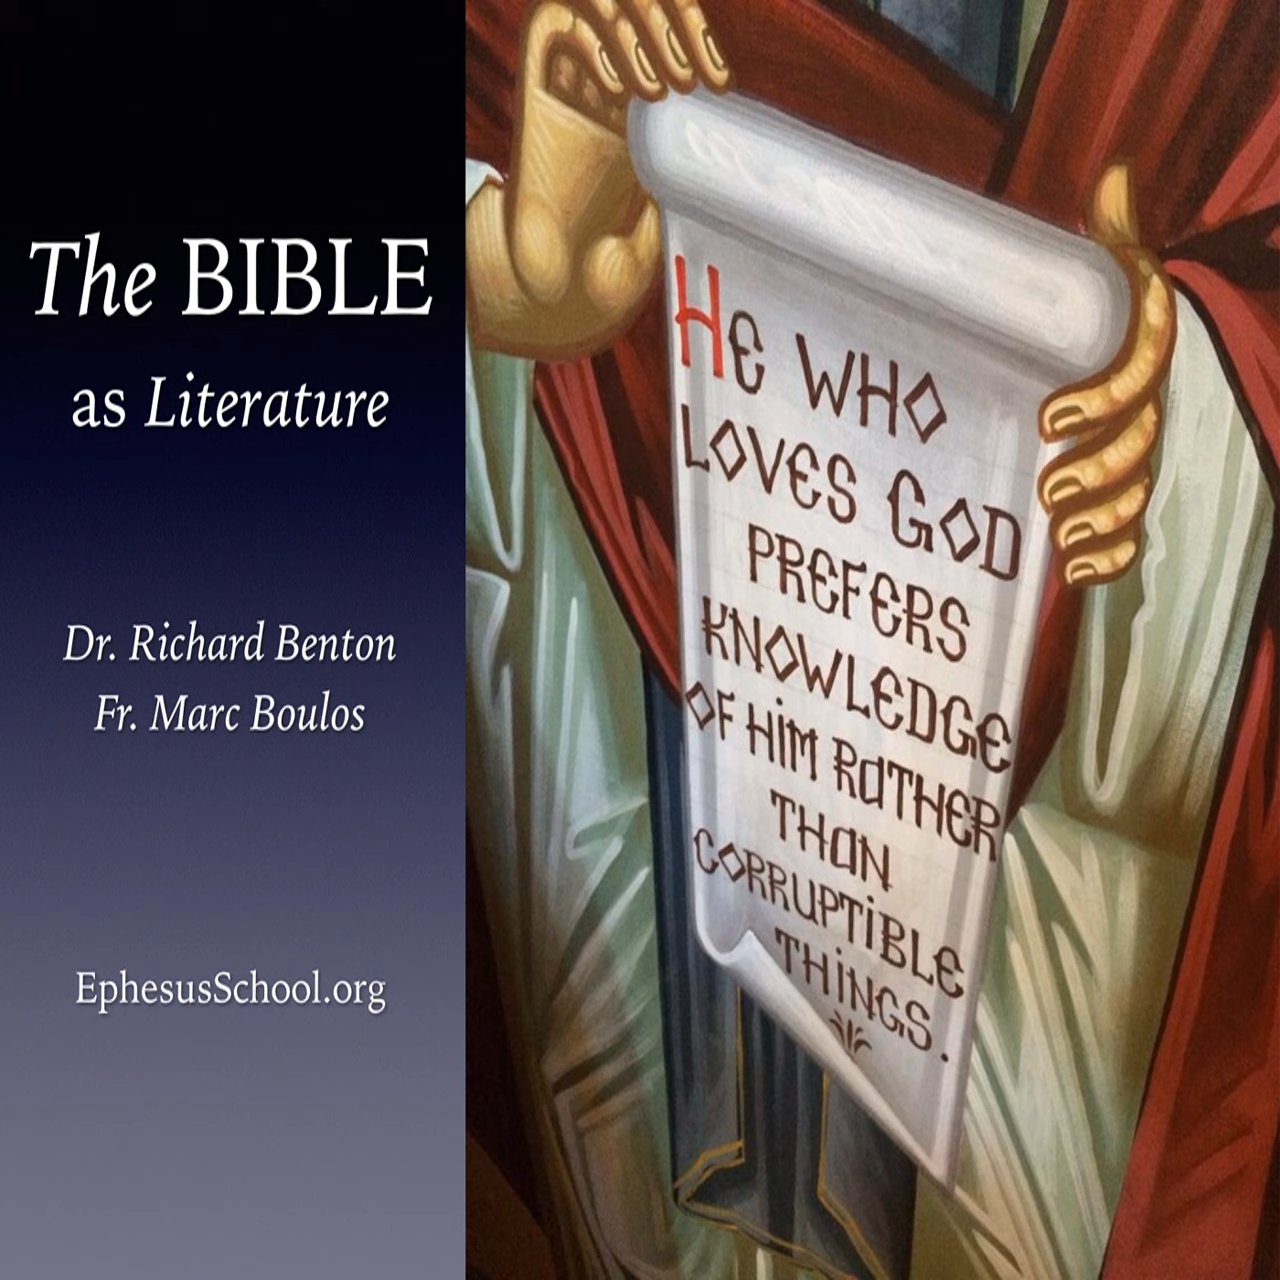 The BIBLE
as Literature
Dr. Richard Benton
Fr. Marc Boulos
EphesusSchool.org
HE WHO
LOVES GOD
PREFERS
KNOWLEDGE
OF HIM RATHER
THAN
CORRUPTIBLE
THINGS.